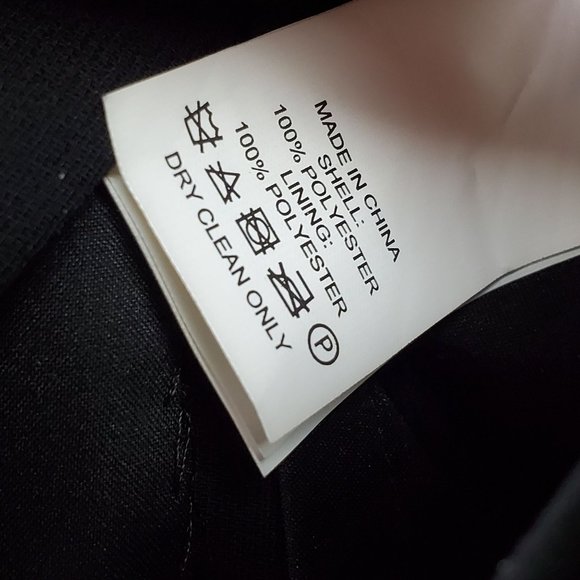 MADE IN CHINA
SHELL:
100% POLYESTER
LINING:
100% POLYESTER
P
DRY CLEAN ONLY